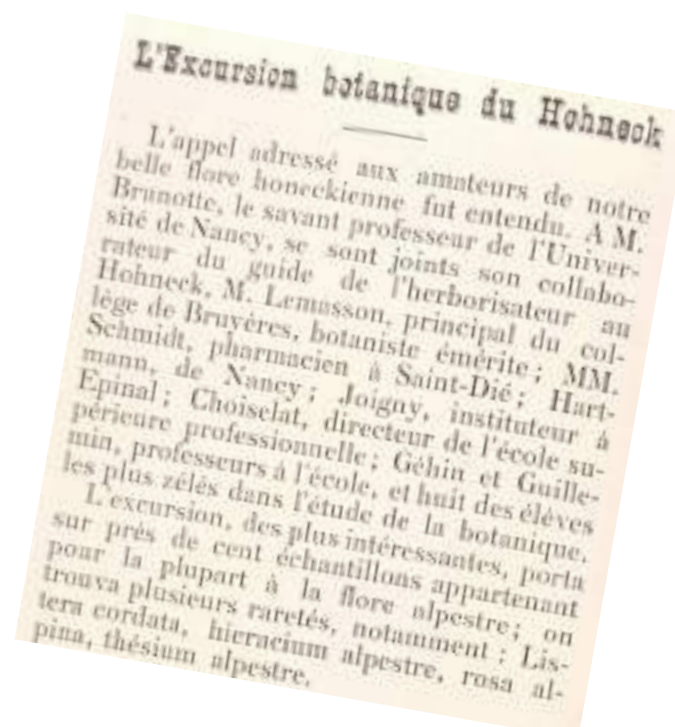 L'Excursion botanique du Hohneck
L'appel adressé aux amateurs de notre
belle flore honeckienne fut entendu. A M.
Brunotte, le savant professeur de l'Univer-
sité de Nancy, se sont joints son collabo-
rateur du guide de l'herborisateur au
Hohneck, M. Lemasson, principal du col-
lège de Bruyères, botaniste émérite; MM.
Schmidt, pharmacien à Saint-Dié; Hart-
mann, de Nancy; Joigny, instituteur à
Epinal; Choiselat, directeur de l'école su-
périeure professionnelle; Géhin et Guille-
min, professeurs à l'école, et huit des élèves
les plus zélés dans l'étude de la botanique.
L'excursion, des plus intéressantes, porta
sur près de cent échantillons appartenant
pour la plupart à la flore alpestre; on
trouva plusieurs raretés, notamment : Lis-
tera cordata, hieracium alpestre, rosa al-
pina, thésium alpestre.